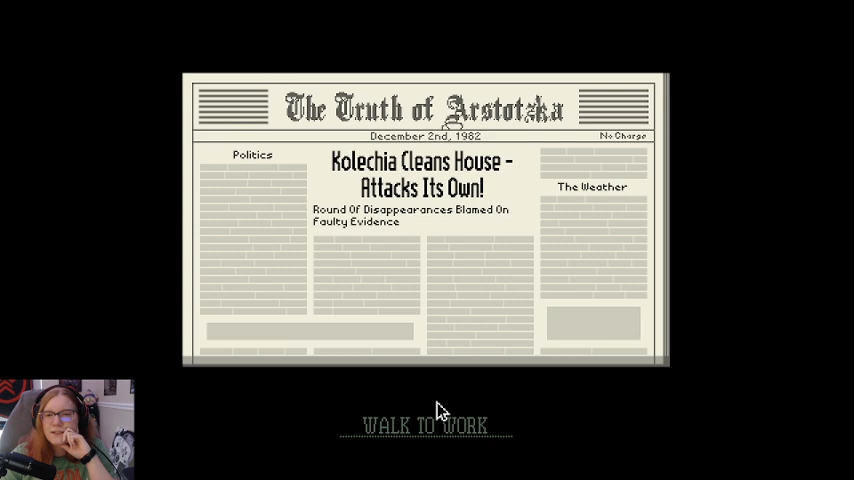 The Truth of Arstotzka
December 2nd, 1982
No Charge
Politics
Kolechia Cleans House -
Attacks Its Own!
Round Of Disappearances Blamed On
Faulty Evidence
The Weather
WALK TO WORK